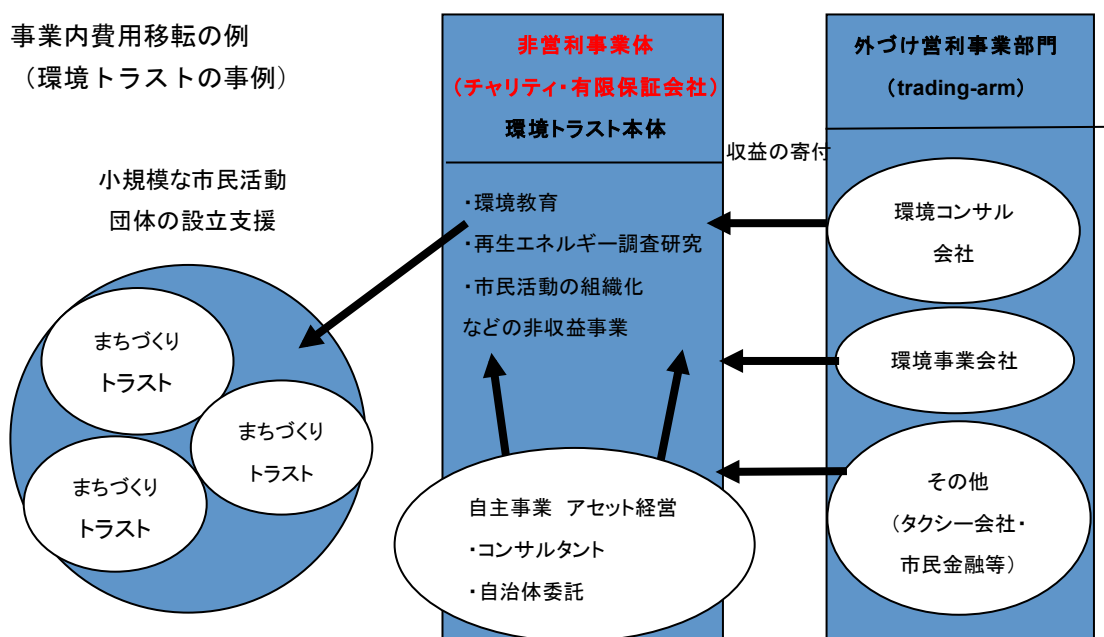 事業内費用移転の例
（環境トラストの事例）
小規模な市民活動
団体の設立支援
まちづくり
トラスト
まちづくり
トラスト
まちづくり
トラスト
非営利事業体
（チャリティ・有限保証会社）
環境トラスト本体
・環境教育
・再生エネルギー調査研究
・市民活動の組織化
などの非収益事業
自主事業 アセット経営
・コンサルタント
・自治体委託
収益の寄付
外づけ営利事業部門
（trading-arm）
環境コンサル
会社
環境事業会社
その他
（タクシー会社・
市民金融等）